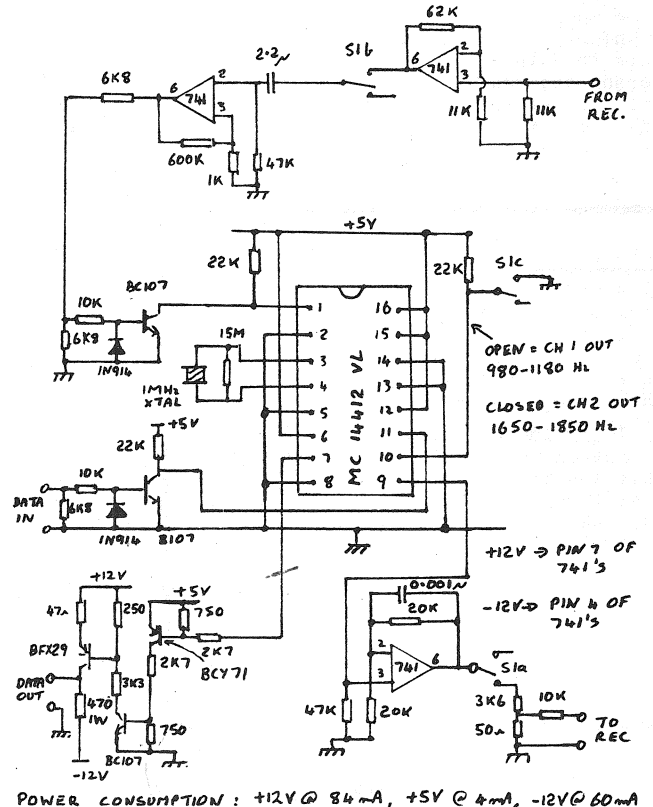 62K
2.2µ
S1b
6
741
2
3
FROM
REC.
11K
11K
6K8
6
741
2
3
600K
1K
47K
+5V
22K
22K
S1c
BC107
10K
6K8
1N914
15M
1MHz
XTAL
MC 14412 VL
1
2
3
4
5
6
7
8
16
15
14
13
12
11
10
9
OPEN = CH 1 OUT
980-1180 Hz
CLOSED = CH2 OUT
1650-1850 Hz
+5V
22K
10K
DATA
IN
6K8
1N914
B107
+12V → PIN 7 OF
741'S
-12V → PIN 4 OF
741'S
+12V
+5V
47Ω
250
750
BFX29
2K7
BCY71
2K7
DATA
OUT
3K3
470
1W
BC107
750
-12V
0.001µ
20K
2
3
741
6
S1a
47K
20K
3K6
10K
50Ω
TO
REC
POWER CONSUMPTION : +12V @ 84mA, +5V @ 4mA, -12V @ 60mA